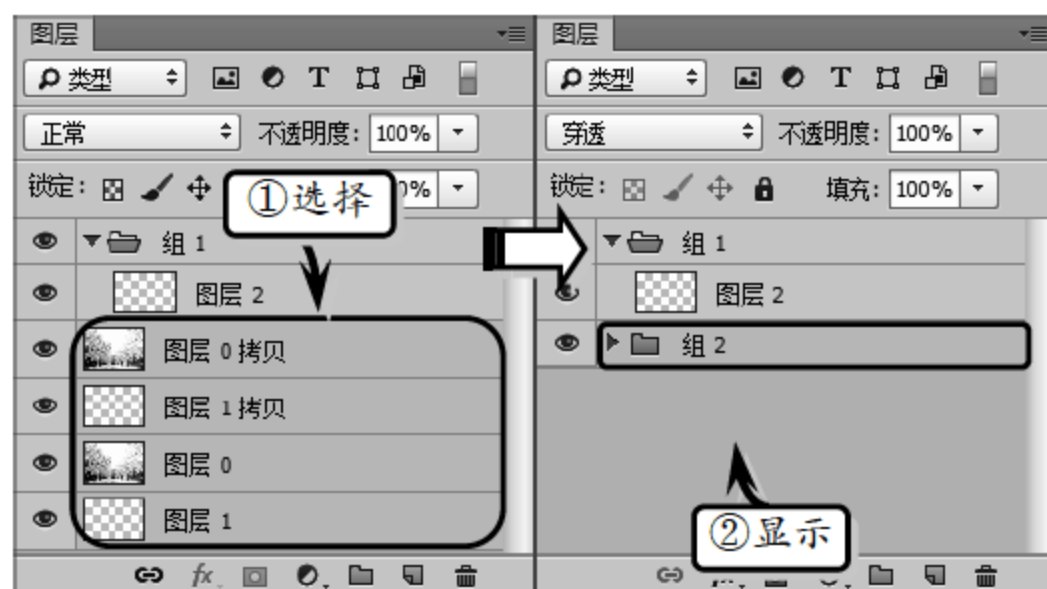 图层
类型
T
正常
不透明度: 100%
锁定:
0%
①选择
组 1
图层 2
图层 0 拷贝
图层 1 拷贝
图层 0
图层 1
fx
图层
类型
T
穿透
不透明度: 100%
锁定:
填充: 100%
组 1
图层 2
组 2
②显示